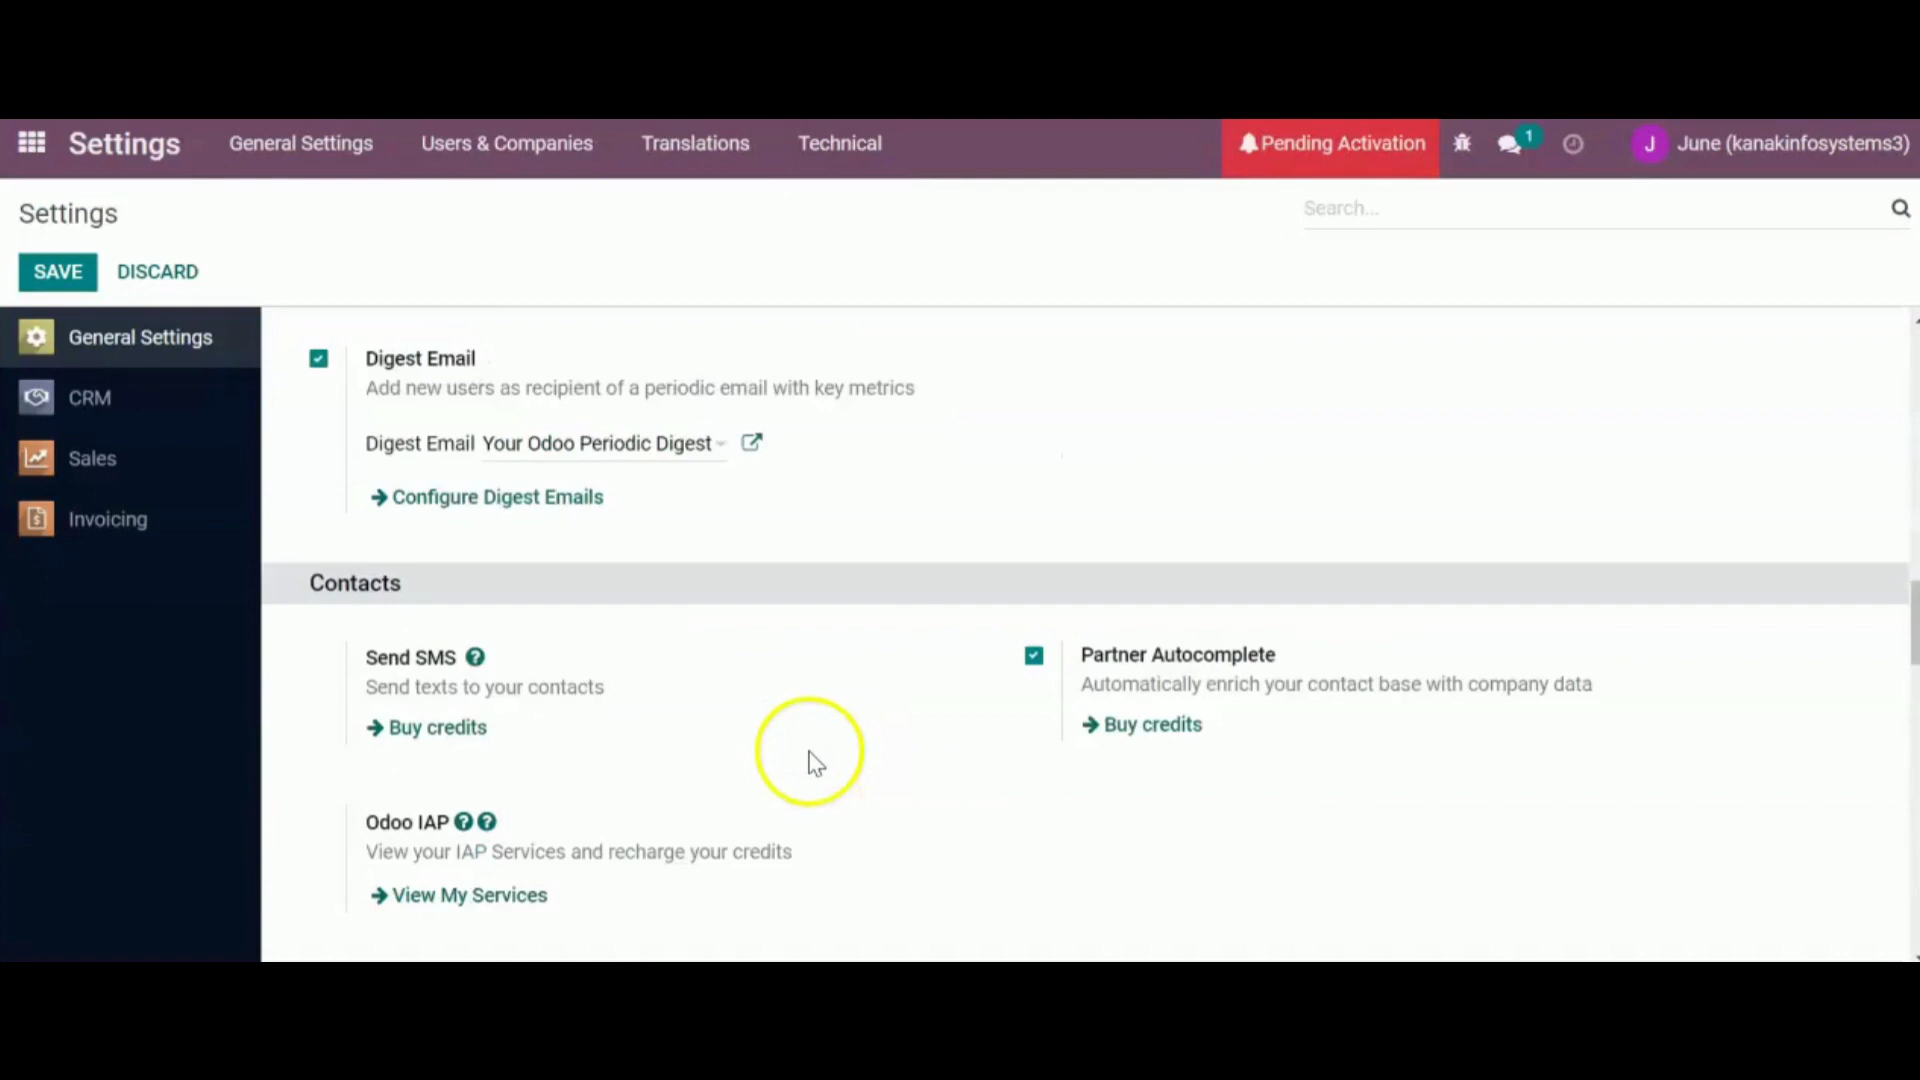 Settings General Settings Users & Companies Translations Technical Pending Activation 1 J June (kanakinfosystems3)
Settings Search...
SAVE DISCARD
General Settings
CRM
Sales
Invoicing
Digest Email
Add new users as recipient of a periodic email with key metrics
Digest Email Your Odoo Periodic Digest
Configure Digest Emails
Contacts
Send SMS ?
Send texts to your contacts
Buy credits
Partner Autocomplete
Automatically enrich your contact base with company data
Buy credits
Odoo IAP ? ?
View your IAP Services and recharge your credits
View My Services